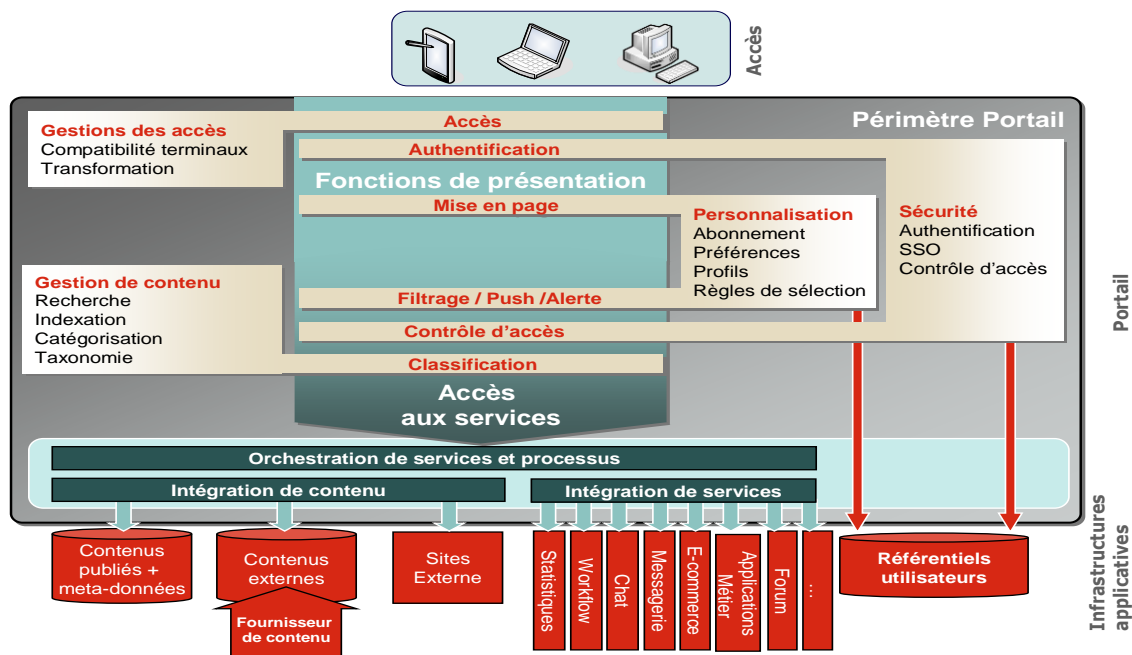 Accès
Périmètre Portail
Gestions des accès
Compatibilité terminaux
Transformation
Accès
Authentification
Fonctions de présentation
Mise en page
Personnalisation
Abonnement
Préférences
Profils
Règles de sélection
Sécurité
Authentification
SSO
Contrôle d'accès
Gestion de contenu
Recherche
Indexation
Catégorisation
Taxonomie
Filtrage / Push /Alerte
Contrôle d'accès
Classification
Accès
aux services
Portail
Orchestration de services et processus
Intégration de contenu
Intégration de services
Contenus
publiés +
meta-données
Contenus
externes
Fournisseur
de contenu
Sites
Externe
Statistiques
Workflow
Chat
Messagerie
E-commerce
Applications
Métier
Forum
...
Référentiels
utilisateurs
Infrastructures
applicatives